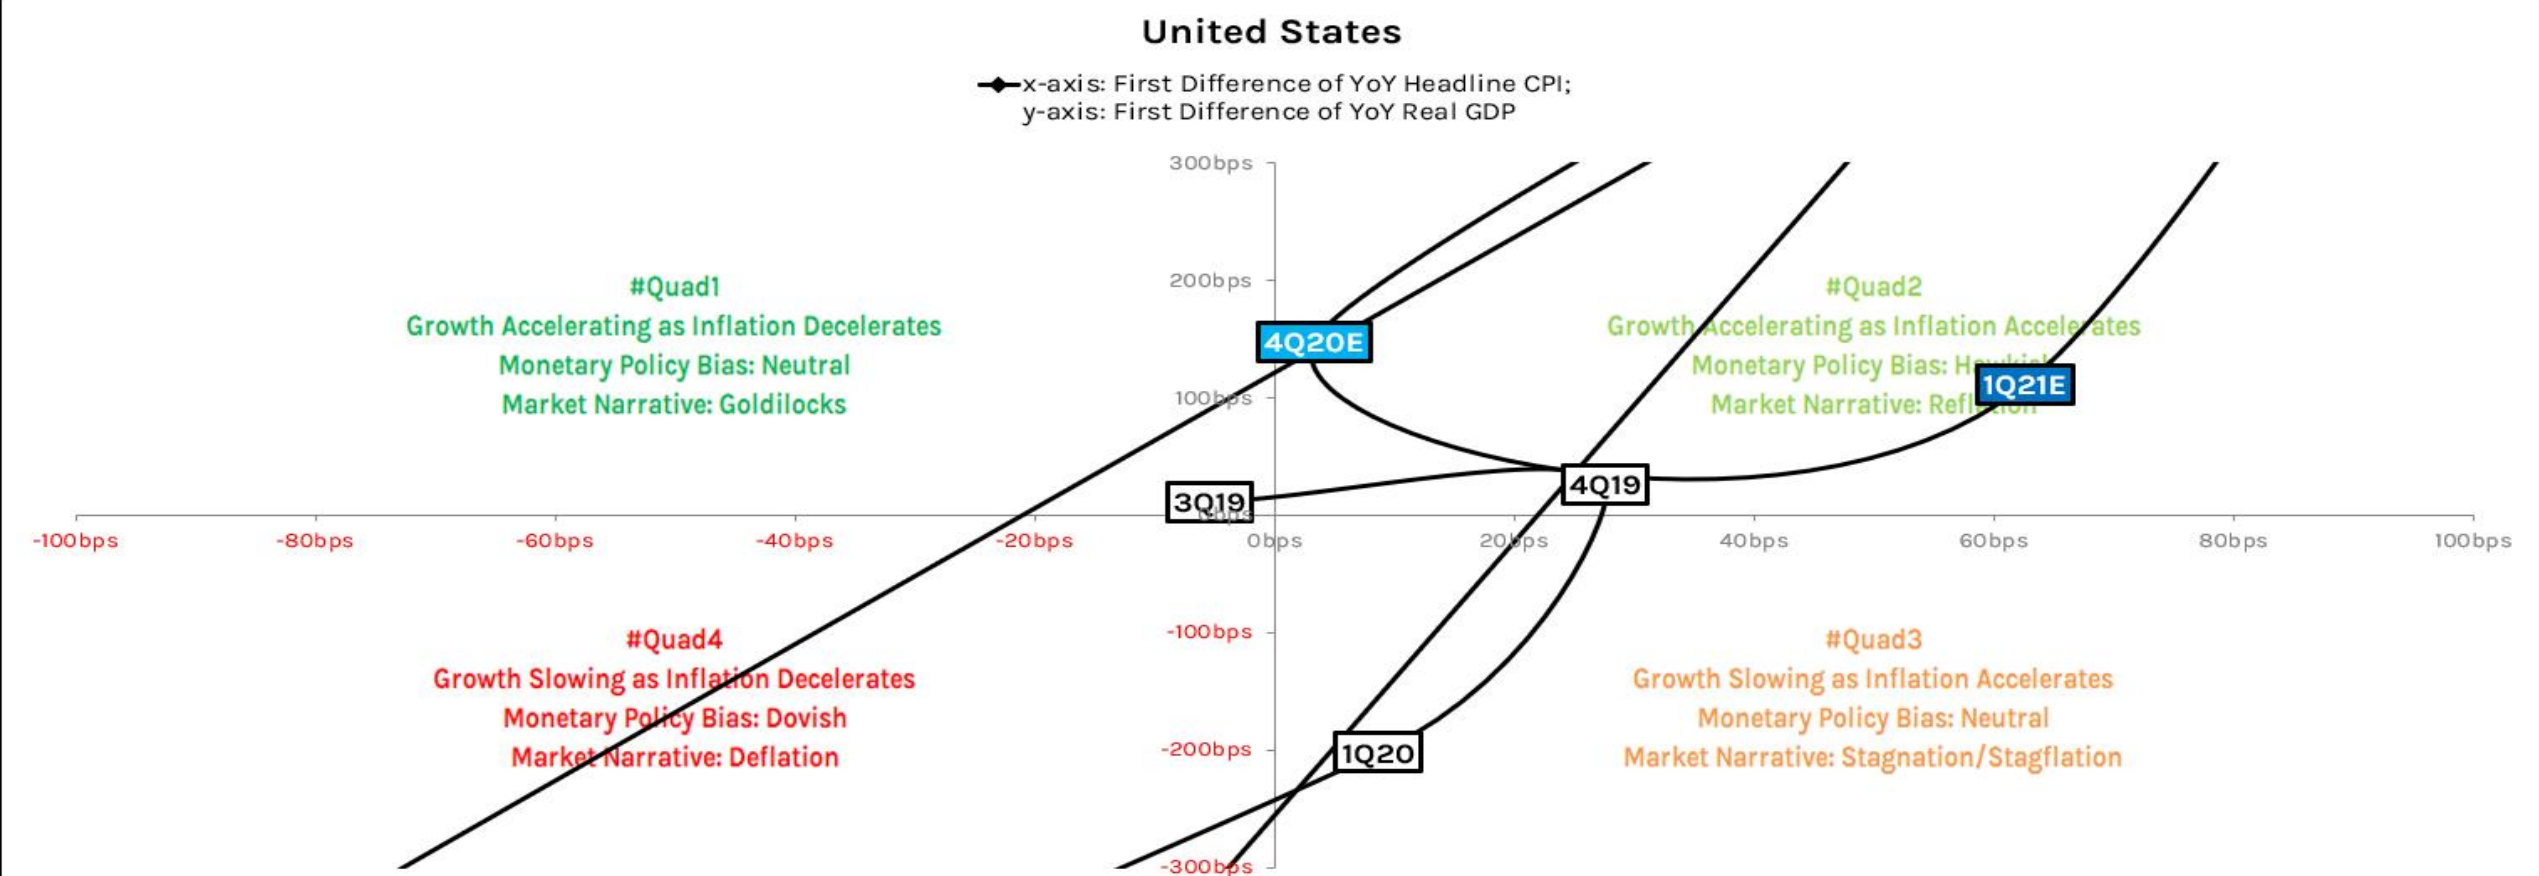 United States
x-axis: First Difference of YoY Headline CPI;
y-axis: First Difference of YoY Real GDP
300bps
200bps
100bps
0bps
-100bps
-200bps
-300bps
#Quad1
Growth Accelerating as Inflation Decelerates
Monetary Policy Bias: Neutral
Market Narrative: Goldilocks
#Quad2
Growth Accelerating as Inflation Accelerates
Monetary Policy Bias: Hawkish
Market Narrative: Reflation
4Q20E
1Q21E
3Q19
4Q19
1Q20
-100bps
-80bps
-60bps
-40bps
-20bps
0bps
20bps
40bps
60bps
80bps
100bps
#Quad4
Growth Slowing as Inflation Decelerates
Monetary Policy Bias: Dovish
Market Narrative: Deflation
#Quad3
Growth Slowing as Inflation Accelerates
Monetary Policy Bias: Neutral
Market Narrative: Stagnation/Stagflation